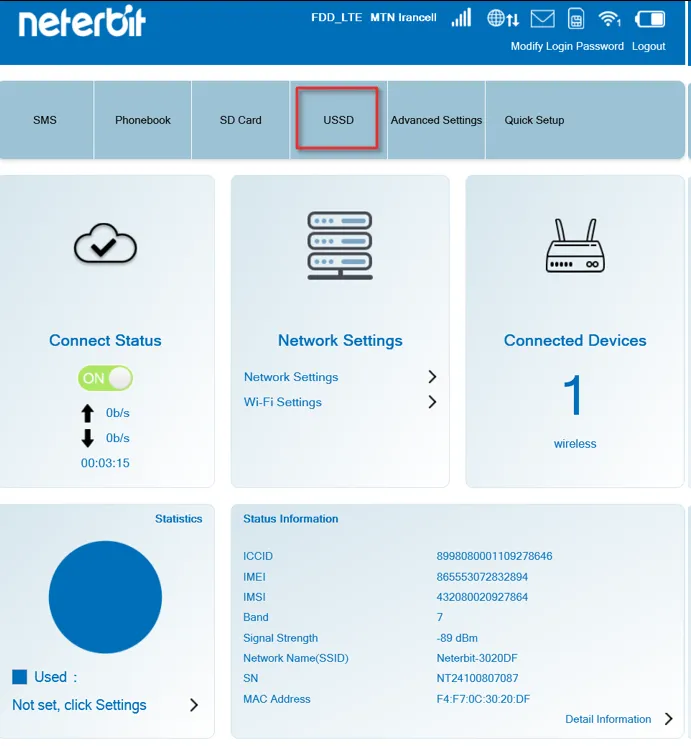 neterbit
FDD_LTE MTN Irancell
1
Modify Login Password Logout
SMS Phonebook SD Card USSD Advanced Settings Quick Setup
Connect Status
ON
0b/s
0b/s
00:03:15
Network Settings
Network Settings
Wi-Fi Settings
Connected Devices
1
wireless
Statistics
Used :
Not set, click Settings
Status Information
ICCID 8998080001109278646
IMEI 865553072832894
IMSI 432080020927864
Band 7
Signal Strength -89 dBm
Network Name(SSID) Neterbit-3020DF
SN NT24100807087
MAC Address F4:F7:0C:30:20:DF
Detail Information